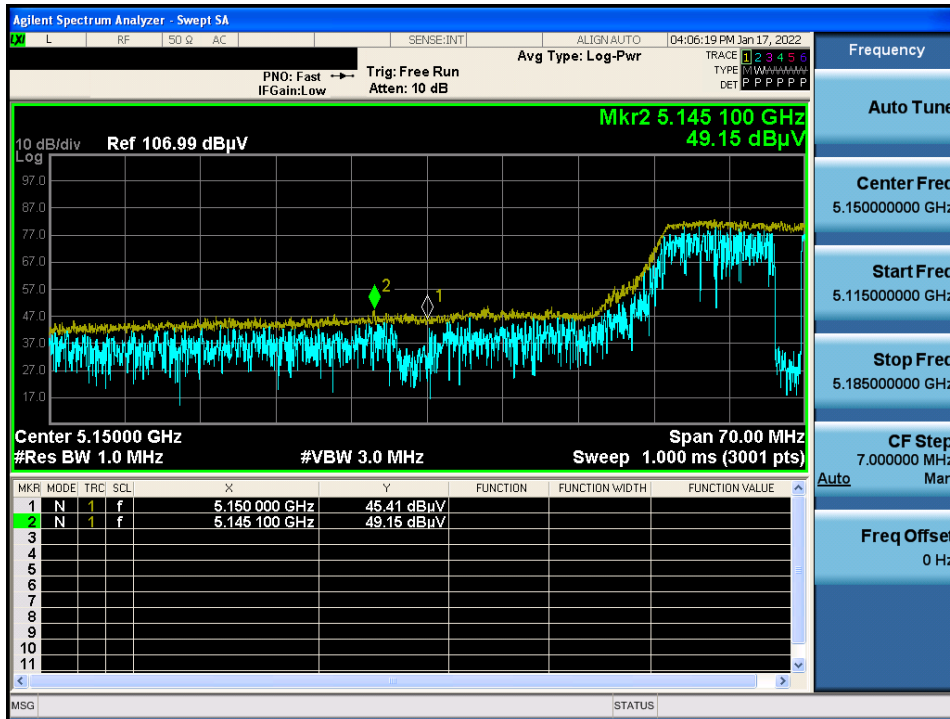 Agilent Spectrum Analyzer - Swept SA
LXI L RF 50 Ω AC SENSE:INT ALIGN AUTO 04:06:19 PM Jan 17, 2022
Frequency
PNO: Fast
IFGain:Low
Trig: Free Run
Atten: 10 dB
Avg Type: Log-Pwr
TRACE 1 2 3 4 5 6
TYPE M
DET P P P P P P
Auto Tune
Mkr2 5.145 100 GHz
49.15 dBµV
10 dB/div Ref 106.99 dBµV
Log
97.0
87.0
77.0
67.0
57.0
47.0
37.0
27.0
17.0
2
1
Center 5.15000 GHz Span 70.00 MHz
#Res BW 1.0 MHz #VBW 3.0 MHz Sweep 1.000 ms (3001 pts)
Center Freq
5.150000000 GHz
Start Freq
5.115000000 GHz
Stop Freq
5.185000000 GHz
CF Step
7.000000 MHz
Auto Man
Freq Offset
0 Hz
MKR MODE TRC SCL X Y FUNCTION FUNCTION WIDTH FUNCTION VALUE
1 N 1 f 5.150 000 GHz 45.41 dBµV
2 N 1 f 5.145 100 GHz 49.15 dBµV
3
4
5
6
7
8
9
10
11
MSG STATUS